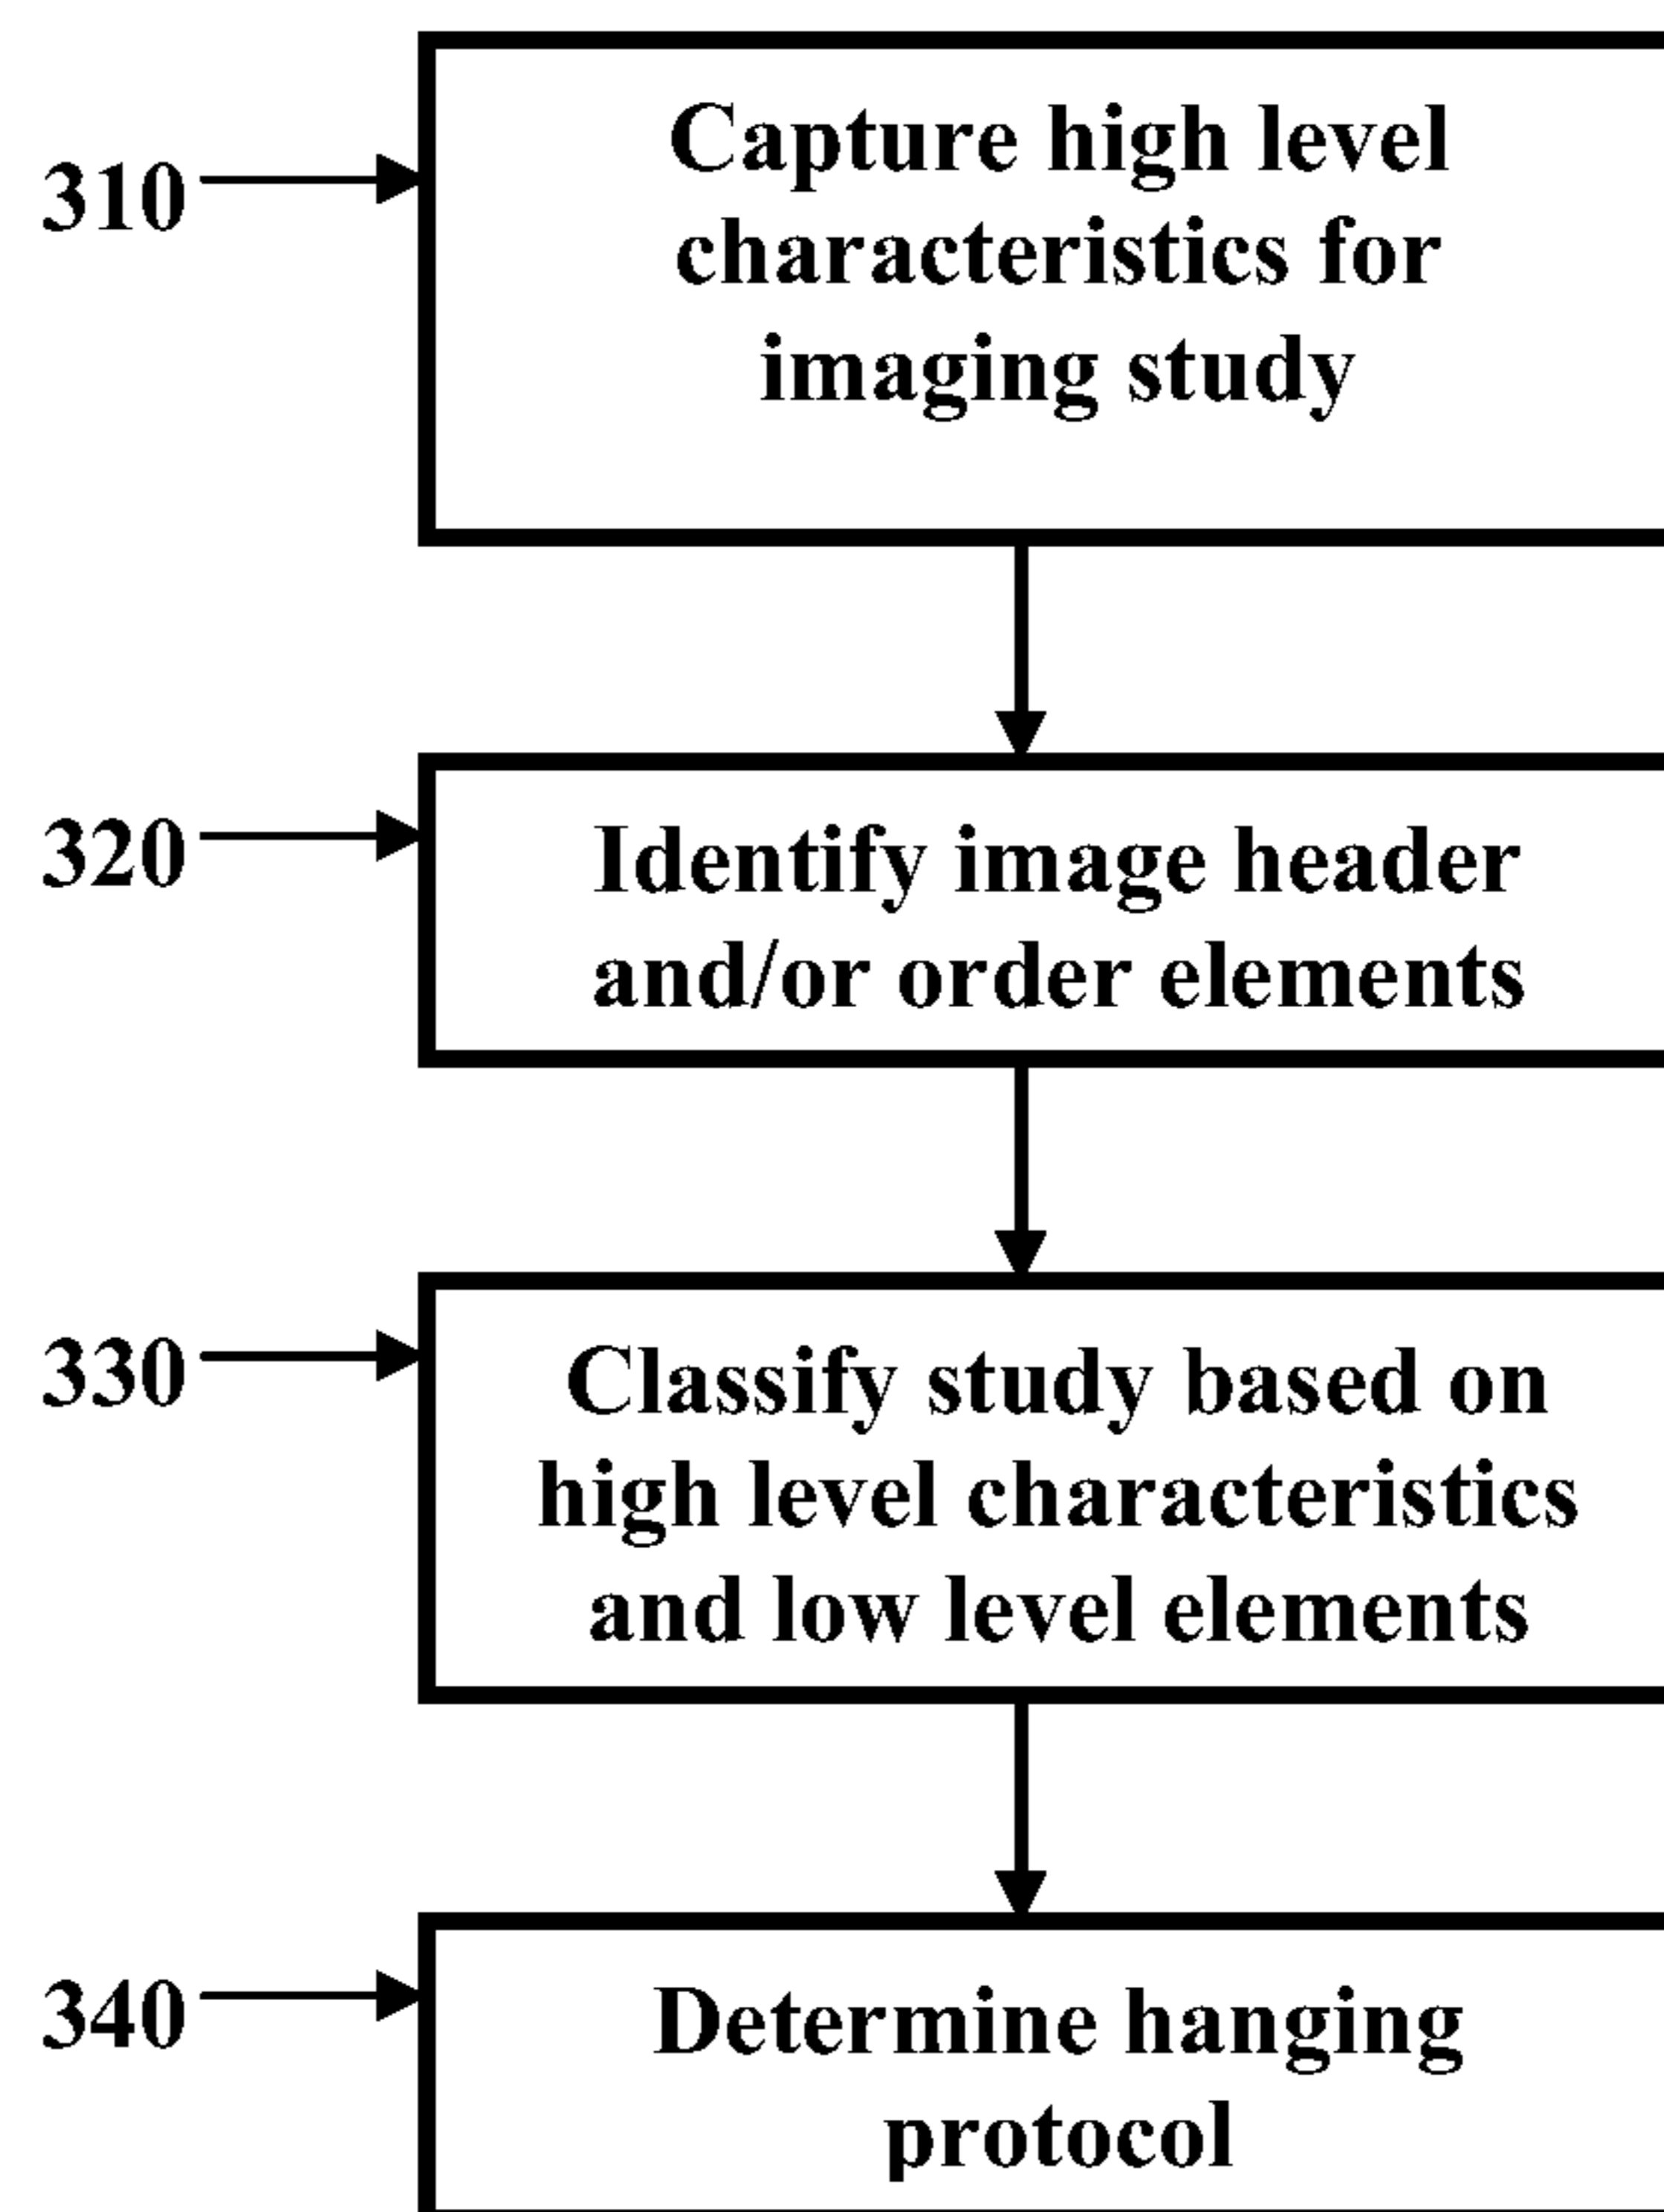 310
Capture high level
characteristics for
imaging study
320
Identify image header
and/or order elements
330
Classify study based on
high level characteristics
and low level elements
340
Determine hanging
protocol